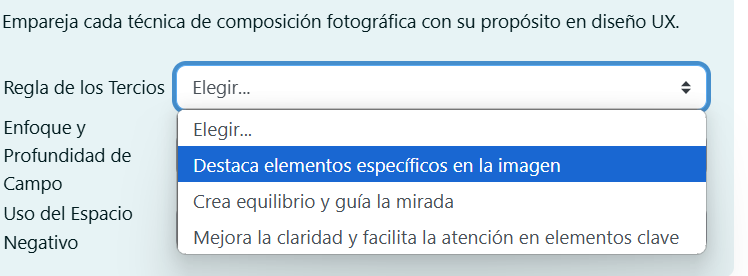 Empareja cada técnica de composición fotográfica con su propósito en diseño UX.
Regla de los Tercios
Elegir...
Elegir...
Destaca elementos específicos en la imagen
Crea equilibrio y guía la mirada
Mejora la claridad y facilita la atención en elementos clave
Enfoque y
Profundidad de
Campo
Uso del Espacio
Negativo